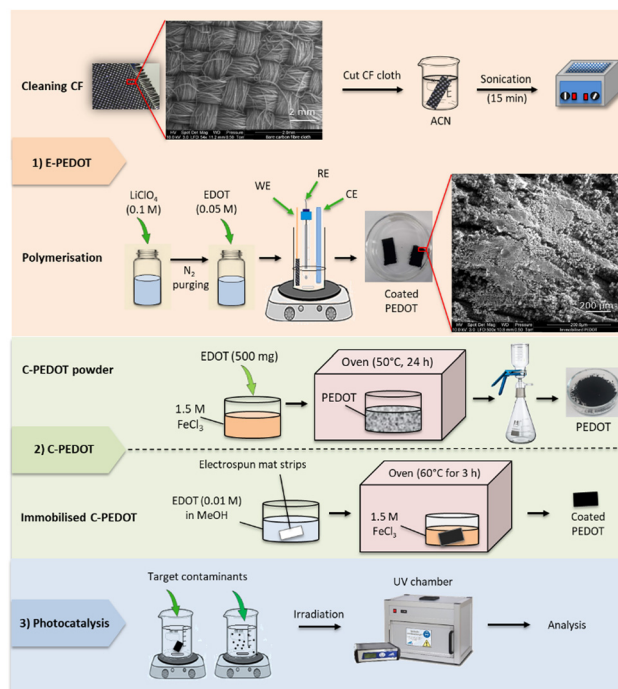 Cleaning CF
2 mm
Cut CF cloth
ACN
Sonication
(15 min)
1) E-PEDOT
LiClO4
(0.1 M)
EDOT
(0.05 M)
WE
RE
CE
Polymerisation
N2
purging
Coated
PEDOT
200 μm
C-PEDOT powder
EDOT (500 mg)
1.5 M
FeCl3
Oven (50°C, 24 h)
PEDOT
PEDOT
2) C-PEDOT
Electrospun mat strips
Immobilised C-PEDOT
EDOT (0.01 M)
in MeOH
Oven (60°C for 3 h)
1.5 M
FeCl3
Coated
PEDOT
3) Photocatalysis
Target contaminants
Irradiation
UV chamber
Analysis